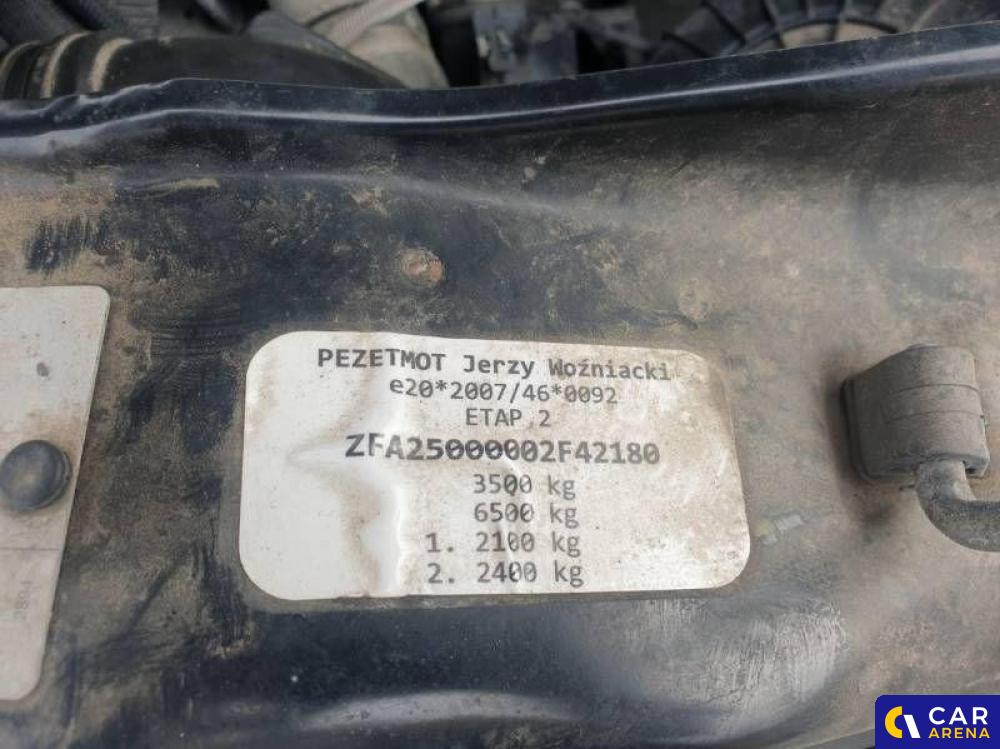 PEZETMOT Jerzy Woźniacki
e20*2007/46*0092
ETAP 2
ZFA25000002F42180
3500 kg
6500 kg
1. 2100 kg
2. 2400 kg
CAR
ARENA